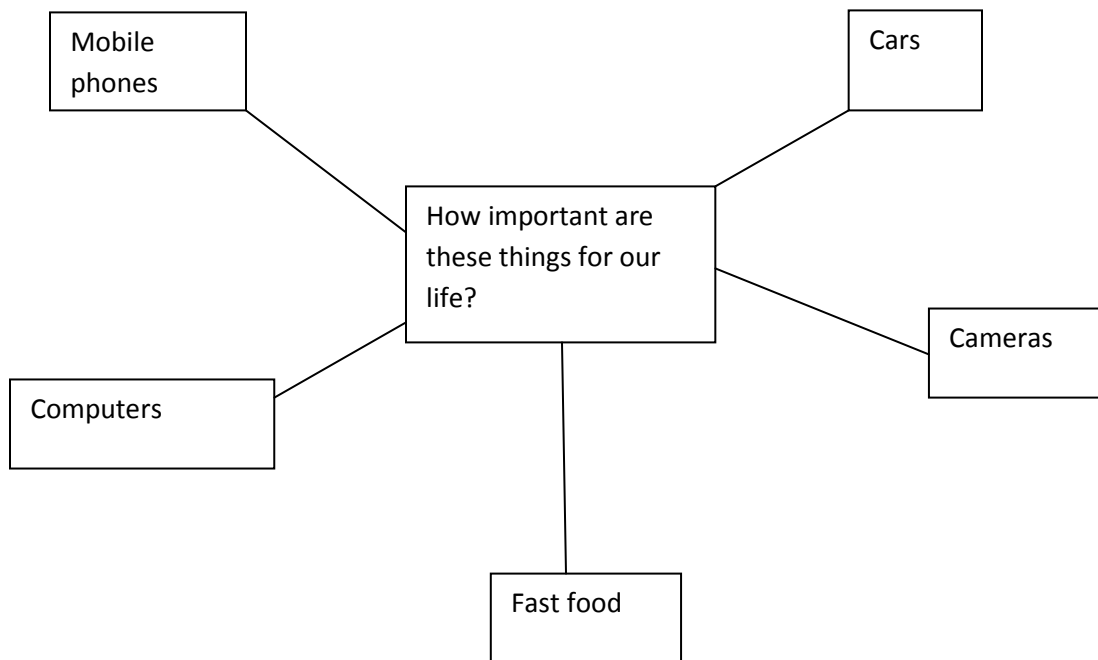 Mobile
phones
Cars
How important are
these things for our
life?
Cameras
Computers
Fast food